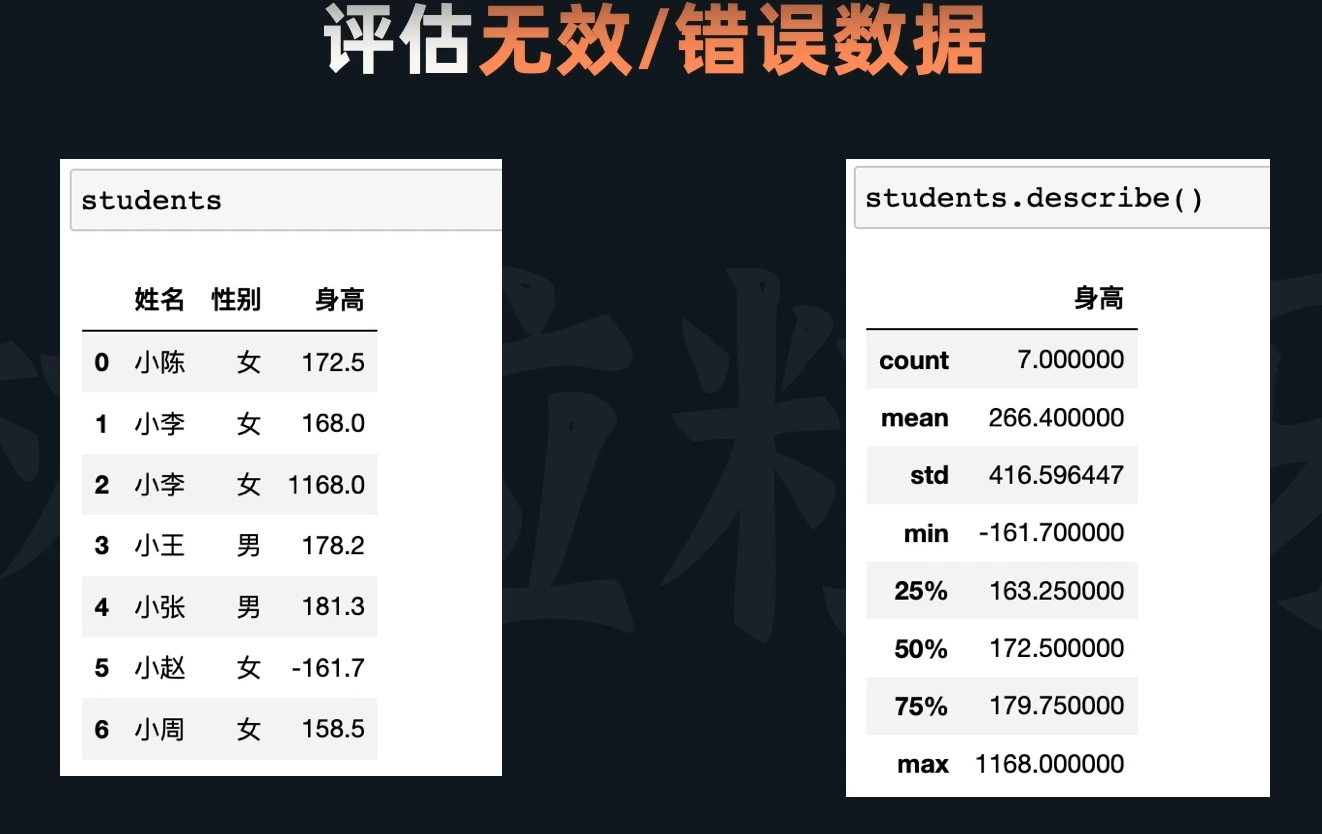 评估无效/错误数据
students
姓名 性别 身高
0 小陈 女 172.5
1 小李 女 168.0
2 小李 女 1168.0
3 小王 男 178.2
4 小张 男 181.3
5 小赵 女 -161.7
6 小周 女 158.5
students.describe()
身高
count 7.000000
mean 266.400000
std 416.596447
min -161.700000
25% 163.250000
50% 172.500000
75% 179.750000
max 1168.000000